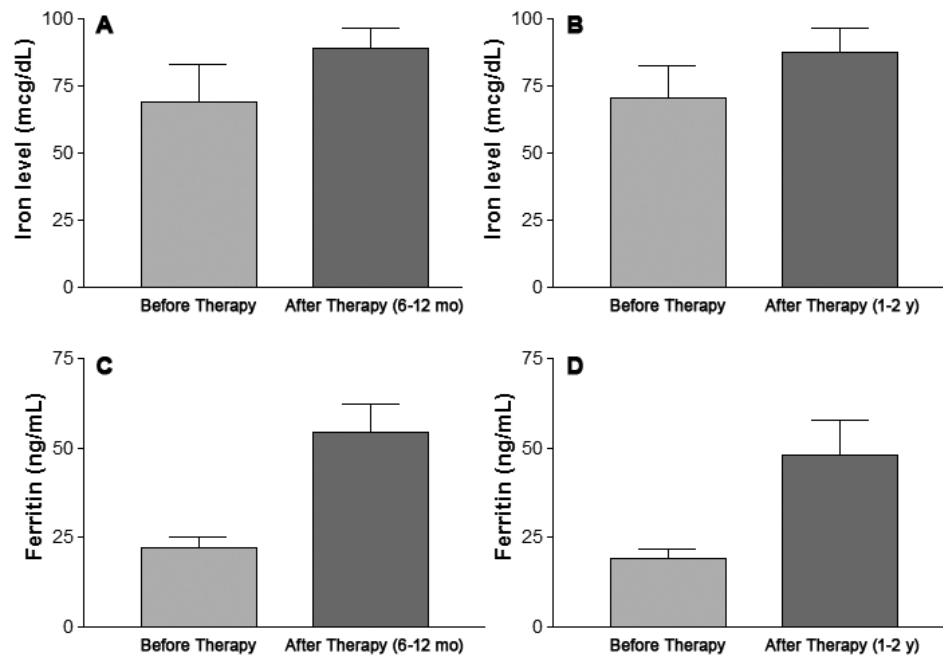 A
Iron level (mcg/dL)
100
75
50
25
0
Before Therapy
After Therapy (6-12 mo)
B
Iron level (mcg/dL)
100
75
50
25
0
Before Therapy
After Therapy (1-2 y)
C
Ferritin (ng/mL)
75
50
25
0
Before Therapy
After Therapy (6-12 mo)
D
Ferritin (ng/mL)
75
50
25
0
Before Therapy
After Therapy (1-2 y)